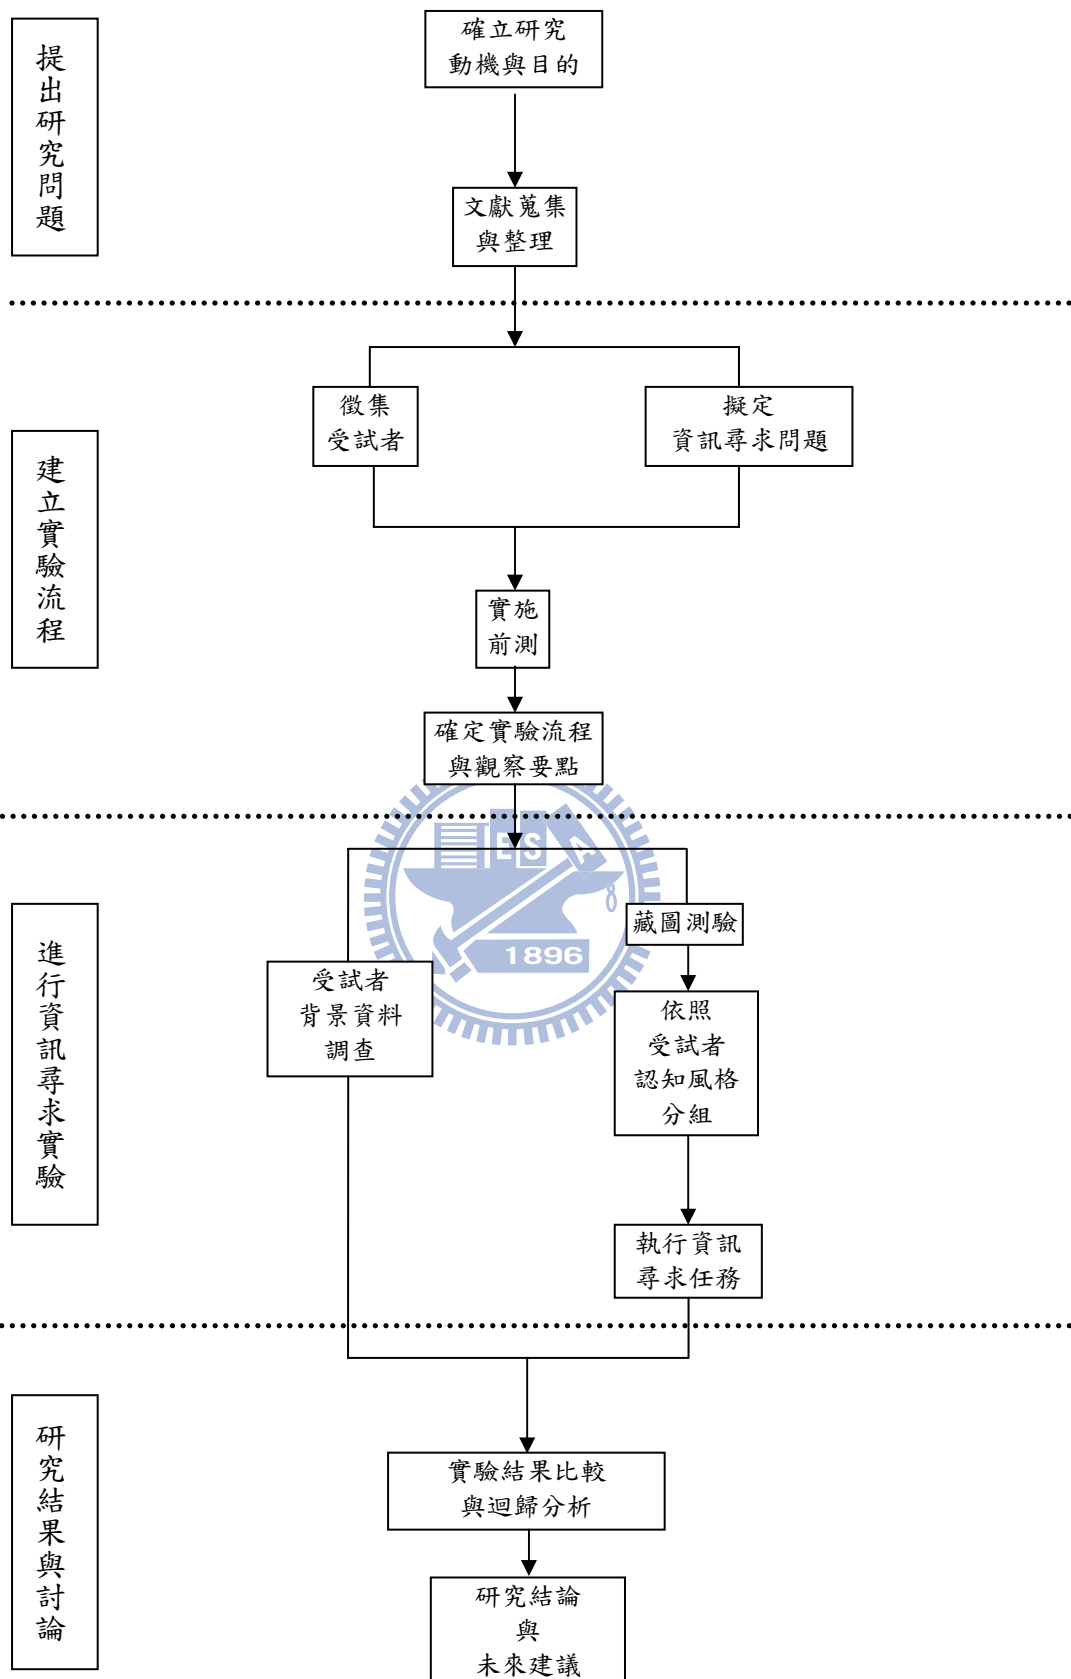 提出研究問題
確立研究
動機與目的
文獻蒐集
與整理
建立實驗流程
徵集
受試者
擬定
資訊尋求問題
實施
前測
確定實驗流程
與觀察要點
進行資訊尋求實驗
E S A
1896
藏圖測驗
受試者
背景資料
調查
依照
受試者
認知風格
分組
執行資訊
尋求任務
研究結果與討論
實驗結果比較
與迴歸分析
研究結論
與
未來建議